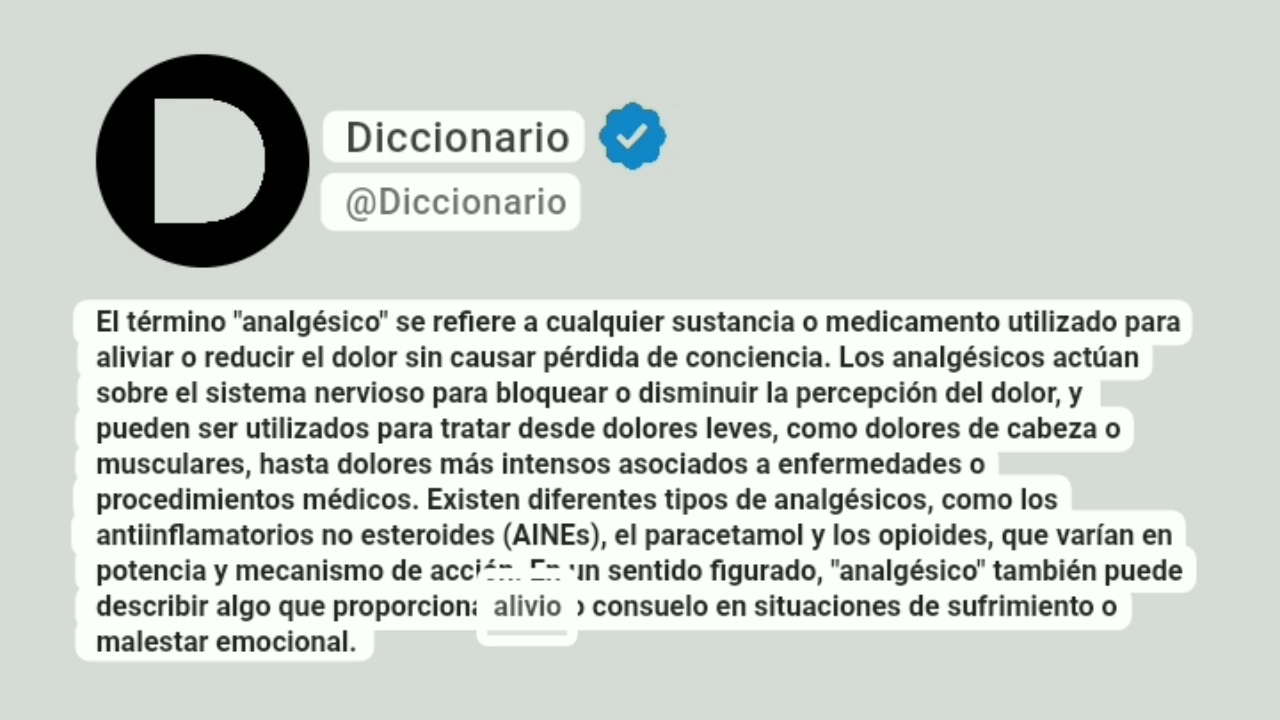 D
Diccionario
@Diccionario
El término "analgésico" se refiere a cualquier sustancia o medicamento utilizado para
aliviar o reducir el dolor sin causar pérdida de conciencia. Los analgésicos actúan
sobre el sistema nervioso para bloquear o disminuir la percepción del dolor, y
pueden ser utilizados para tratar desde dolores leves, como dolores de cabeza o
musculares, hasta dolores más intensos asociados a enfermedades o
procedimientos médicos. Existen diferentes tipos de analgésicos, como los
antiinflamatorios no esteroides (AINEs), el paracetamol y los opioides, que varían en
potencia y mecanismo de acción. En un sentido figurado, "analgésico" también puede
describir algo que proporciona alivio o consuelo en situaciones de sufrimiento o
malestar emocional.